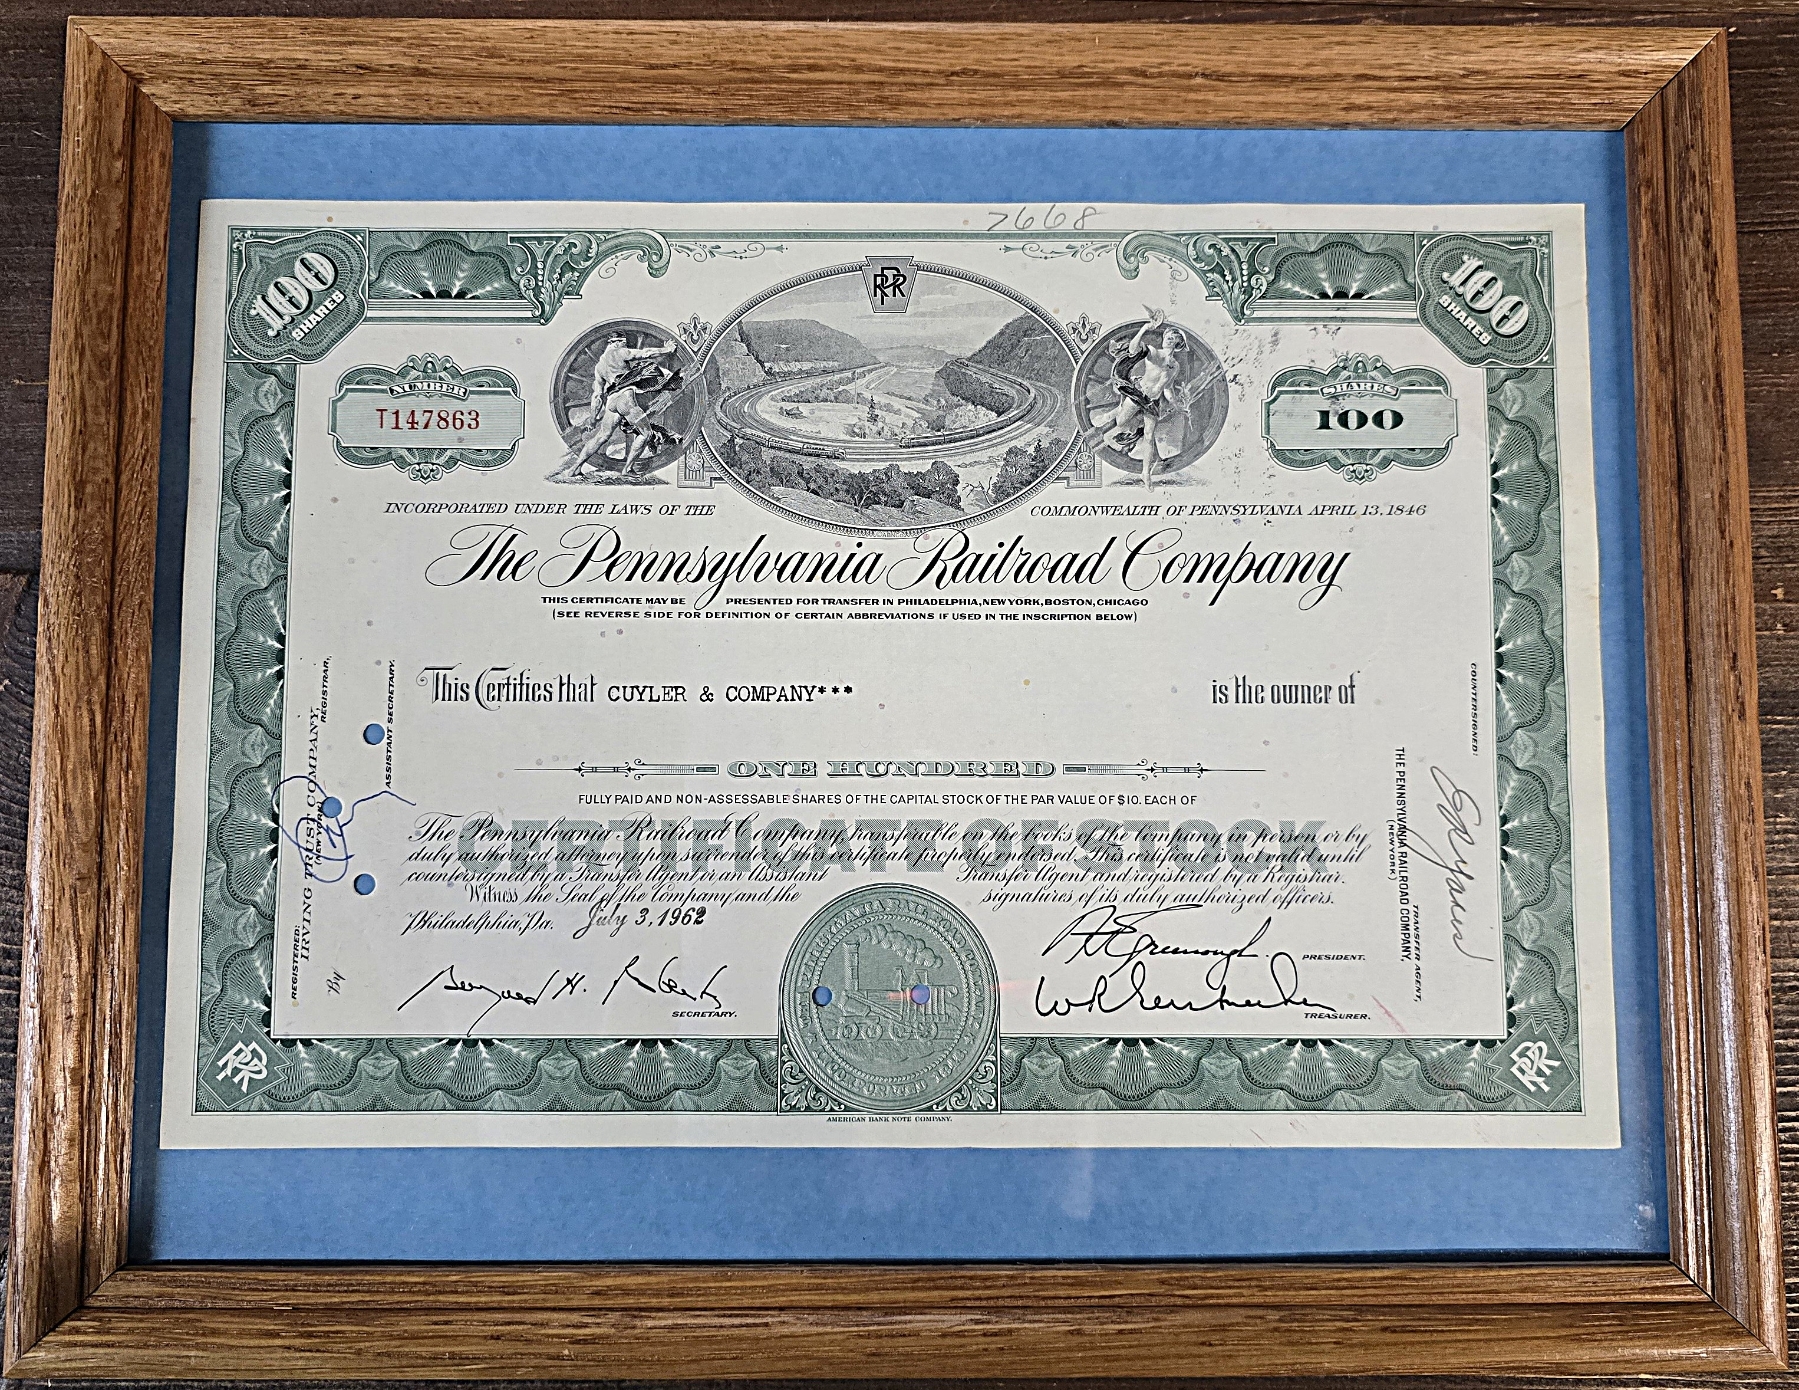 7668
100 SHARES
100 SHARES
PRR
NUMBER
T147863
SHARES
100
INCORPORATED UNDER THE LAWS OF THE COMMONWEALTH OF PENNSYLVANIA APRIL 13, 1846
The Pennsylvania Railroad Company
THIS CERTIFICATE MAY BE PRESENTED FOR TRANSFER IN PHILADELPHIA, NEW YORK, BOSTON, CHICAGO
(SEE REVERSE SIDE FOR DEFINITION OF CERTAIN ABBREVIATIONS IF USED IN THE INSCRIPTION BELOW)
This Certifies that CUYLER & COMPANY*** is the owner of
ONE HUNDRED
FULLY PAID AND NON-ASSESSABLE SHARES OF THE CAPITAL STOCK OF THE PAR VALUE OF $10. EACH OF
CERTIFICATE OF STOCK
The Pennsylvania Railroad Company, transferable on the books of the Company in person or by
duly authorized attorney upon surrender of this certificate properly endorsed. This certificate is not valid until
countersigned by a Transfer Agent or an Assistant Transfer Agent and registered by a Registrar.
Witness the Seal of the Company and the signatures of its duly authorized officers.
Philadelphia, Pa. July 3, 1962
PRESIDENT.
SECRETARY.
TREASURER.
REGISTERED:
IRVING TRUST COMPANY,
(NEW YORK)
REGISTRAR,
By
ASSISTANT SECRETARY.
COUNTERSIGNED:
THE PENNSYLVANIA RAILROAD COMPANY,
(NEW YORK)
TRANSFER AGENT,
PRR
PRR
AMERICAN BANK NOTE COMPANY.